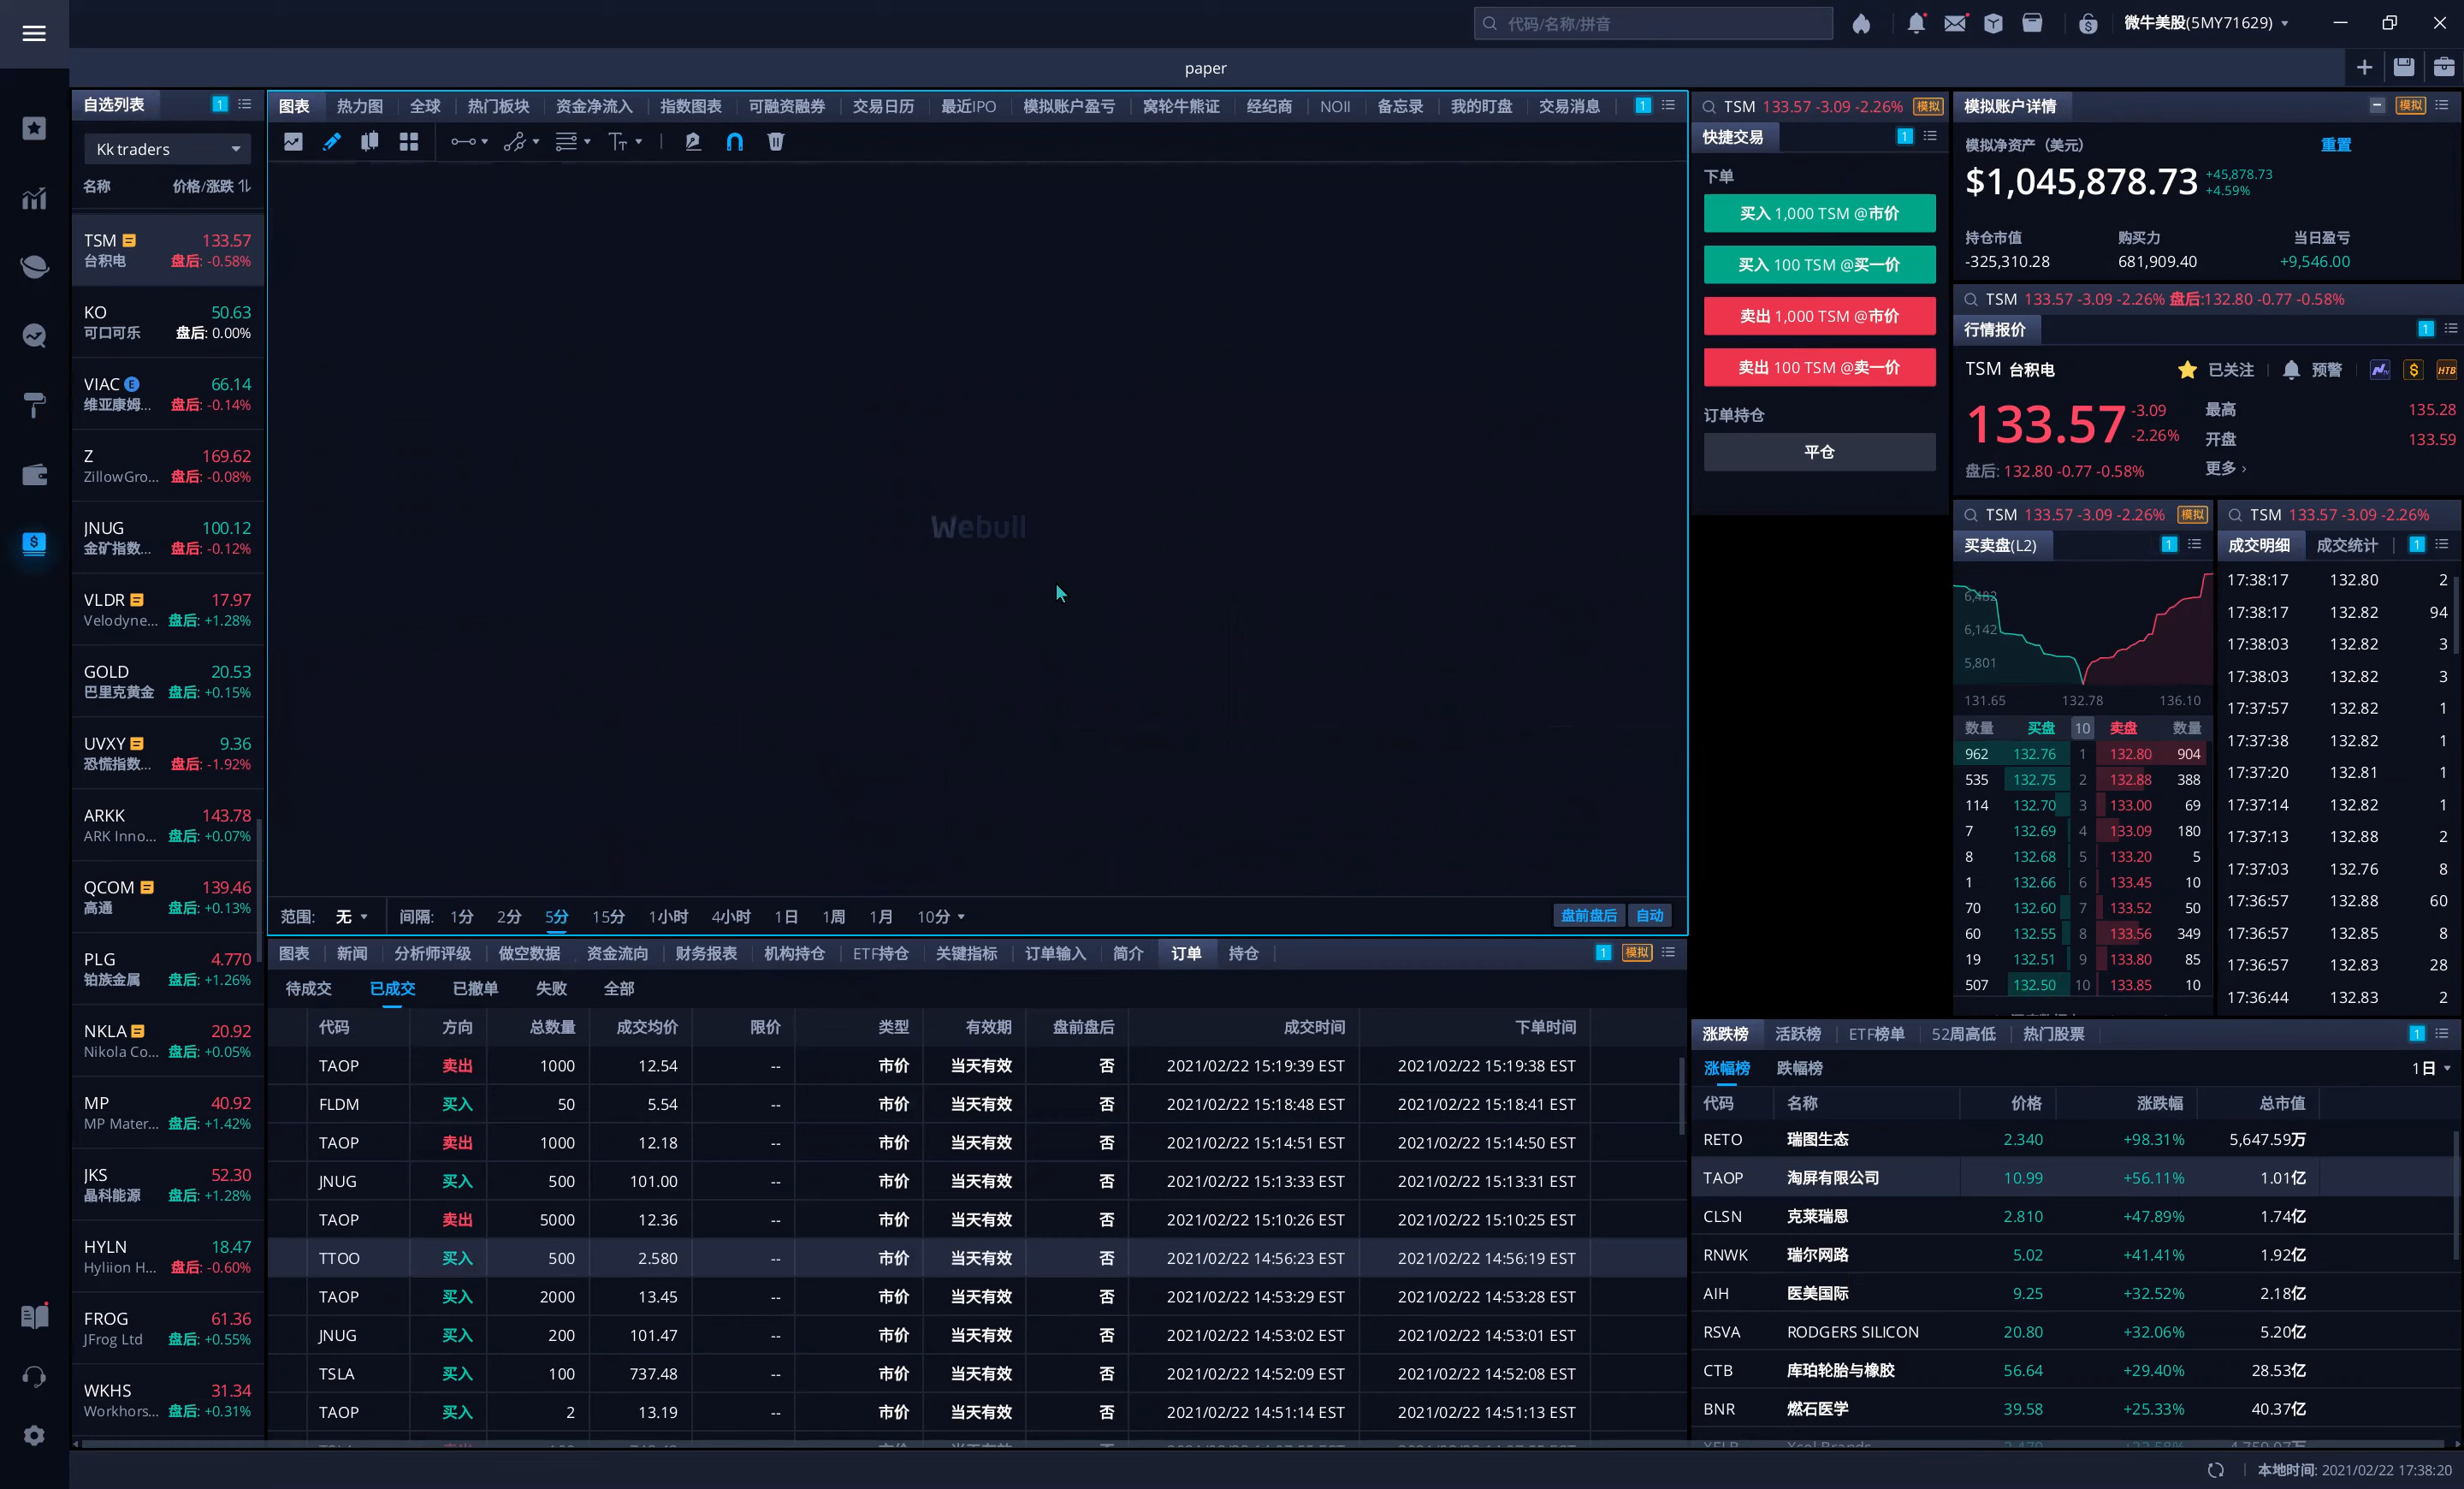 代码/名称/拼音
微牛美股(5MY71629)
paper
自选列表 1
Kk traders
名称 价格/涨跌
TSM 133.57
台积电 盘后: -0.58%
KO 50.63
可口可乐 盘后: 0.00%
VIAC E 66.14
维亚康姆... 盘后: -0.14%
Z 169.62
ZillowGro... 盘后: -0.08%
JNUG 100.12
金矿指数... 盘后: -0.12%
VLDR 17.97
Velodyne... 盘后: +1.28%
GOLD 20.53
巴里克黄金 盘后: +0.15%
UVXY 9.36
恐慌指数... 盘后: -1.92%
ARKK 143.78
ARK Inno... 盘后: +0.07%
QCOM 139.46
高通 盘后: +0.13%
PLG 4.770
铂族金属 盘后: +1.26%
NKLA 20.92
Nikola Co... 盘后: +0.05%
MP 40.92
MP Mater... 盘后: +1.42%
JKS 52.30
晶科能源 盘后: +1.28%
HYLN 18.47
Hyliion H... 盘后: -0.60%
FROG 61.36
JFrog Ltd 盘后: +0.55%
WKHS 31.34
Workhors... 盘后: +0.31%
图表 热力图 全球 热门板块 资金净流入 指数图表 可融资融券 交易日历 最近IPO 模拟账户盈亏 窝轮牛熊证 经纪商 NOII 备忘录 我的盯盘 交易消息 1
Webull
范围: 无 间隔: 1分 2分 5分 15分 1小时 4小时 1日 1周 1月 10分 盘前盘后 自动
图表 新闻 分析师评级 做空数据 资金流向 财务报表 机构持仓 ETF持仓 关键指标 订单输入 简介 订单 持仓 1 模拟
待成交 已成交 已撤单 失败 全部
代码 方向 总数量 成交均价 限价 类型 有效期 盘前盘后 成交时间 下单时间
TAOP 卖出 1000 12.54 -- 市价 当天有效 否 2021/02/22 15:19:39 EST 2021/02/22 15:19:38 EST
FLDM 买入 50 5.54 -- 市价 当天有效 否 2021/02/22 15:18:48 EST 2021/02/22 15:18:41 EST
TAOP 卖出 1000 12.18 -- 市价 当天有效 否 2021/02/22 15:14:51 EST 2021/02/22 15:14:50 EST
JNUG 买入 500 101.00 -- 市价 当天有效 否 2021/02/22 15:13:33 EST 2021/02/22 15:13:31 EST
TAOP 卖出 5000 12.36 -- 市价 当天有效 否 2021/02/22 15:10:26 EST 2021/02/22 15:10:25 EST
TTOO 买入 500 2.580 -- 市价 当天有效 否 2021/02/22 14:56:23 EST 2021/02/22 14:56:19 EST
TAOP 买入 2000 13.45 -- 市价 当天有效 否 2021/02/22 14:53:29 EST 2021/02/22 14:53:28 EST
JNUG 买入 200 101.47 -- 市价 当天有效 否 2021/02/22 14:53:02 EST 2021/02/22 14:53:01 EST
TSLA 买入 100 737.48 -- 市价 当天有效 否 2021/02/22 14:52:09 EST 2021/02/22 14:52:08 EST
TAOP 买入 2 13.19 -- 市价 当天有效 否 2021/02/22 14:51:14 EST 2021/02/22 14:51:13 EST
TSM 133.57 -3.09 -2.26% 模拟
快捷交易 1
下单
买入 1,000 TSM @市价
买入 100 TSM @买一价
卖出 1,000 TSM @市价
卖出 100 TSM @卖一价
订单持仓
平仓
模拟账户详情 模拟
模拟净资产 (美元) 重置
$1,045,878.73 +45,878.73
+4.59%
持仓市值 购买力 当日盈亏
-325,310.28 681,909.40 +9,546.00
TSM 133.57 -3.09 -2.26% 盘后:132.80 -0.77 -0.58%
行情报价 1
TSM 台积电 已关注 预警 $ HTB
133.57 -3.09
-2.26%
最高 135.28
开盘 133.59
盘后: 132.80 -0.77 -0.58% 更多
TSM 133.57 -3.09 -2.26% 模拟
买卖盘(L2) 1
6,482
6,142
5,801
131.65 132.78 136.10
数量 买盘 10 卖盘 数量
962 132.76 1 132.80 904
535 132.75 2 132.88 388
114 132.70 3 133.00 69
7 132.69 4 133.09 180
8 132.68 5 133.20 5
1 132.66 6 133.45 10
70 132.60 7 133.52 50
60 132.55 8 133.56 349
19 132.51 9 133.80 85
507 132.50 10 133.85 10
TSM 133.57 -3.09 -2.26%
成交明细 成交统计 1
17:38:17 132.80 2
17:38:17 132.82 94
17:38:03 132.82 3
17:38:03 132.82 3
17:37:57 132.82 1
17:37:38 132.82 1
17:37:20 132.81 1
17:37:14 132.82 1
17:37:13 132.88 2
17:37:03 132.76 8
17:36:57 132.88 60
17:36:57 132.85 8
17:36:57 132.83 28
17:36:44 132.83 2
涨跌榜 活跃榜 ETF榜单 52周高低 热门股票 1
涨幅榜 跌幅榜 1日
代码 名称 价格 涨跌幅 总市值
RETO 瑞图生态 2.340 +98.31% 5,647.59万
TAOP 淘屏有限公司 10.99 +56.11% 1.01亿
CLSN 克莱瑞恩 2.810 +47.89% 1.74亿
RNWK 瑞尔网路 5.02 +41.41% 1.92亿
AIH 医美国际 9.25 +32.52% 2.18亿
RSVA RODGERS SILICON 20.80 +32.06% 5.20亿
CTB 库珀轮胎与橡胶 56.64 +29.40% 28.53亿
BNR 燃石医学 39.58 +25.33% 40.37亿
本地时间: 2021/02/22 17:38:20